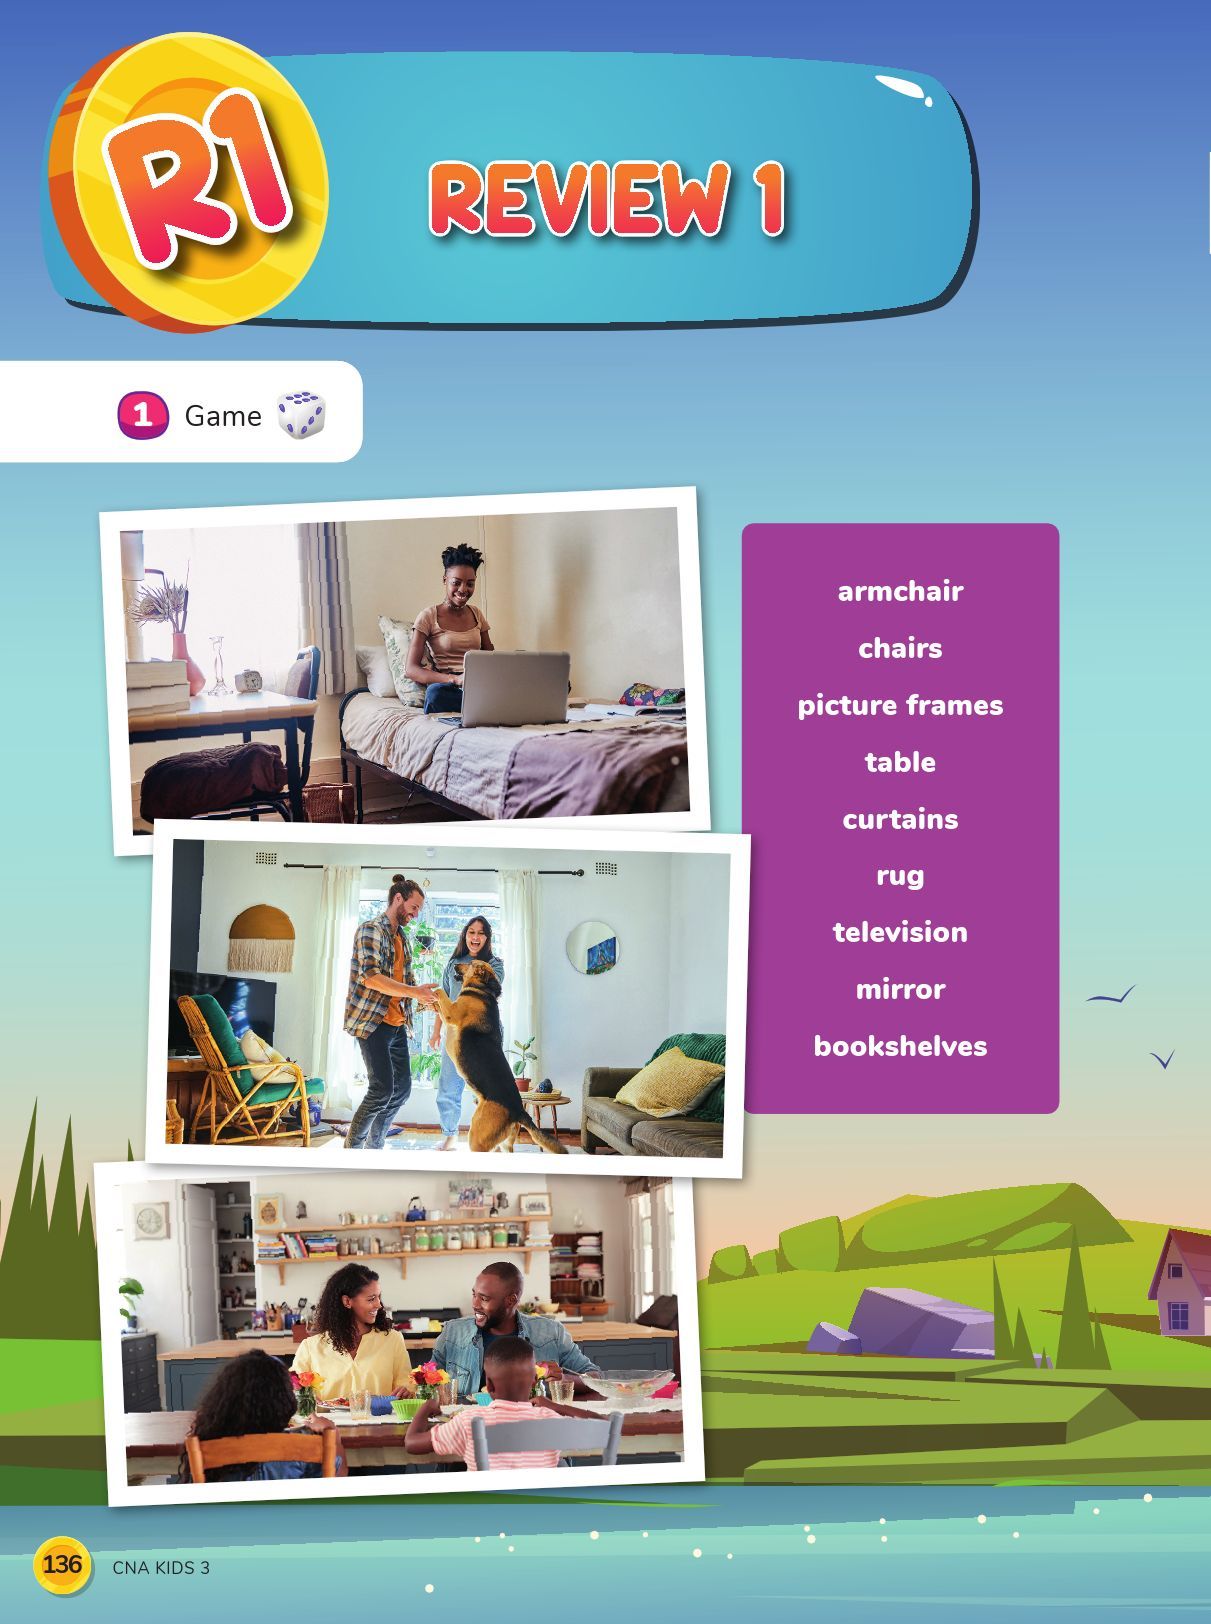 R1
REVIEW 1
1 Game
armchair
chairs
picture frames
table
curtains
rug
television
mirror
bookshelves
136 CNA KIDS 3